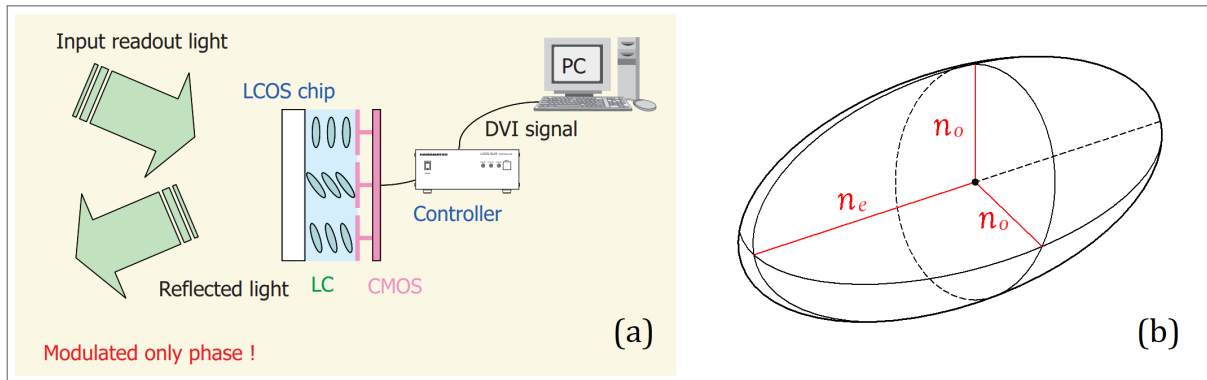 Input readout light
LCOS chip
PC
DVI signal
HAMAMATSU
Controller
Reflected light
LC
CMOS
Modulated only phase !
(a)
n_o
n_e
n_o
(b)